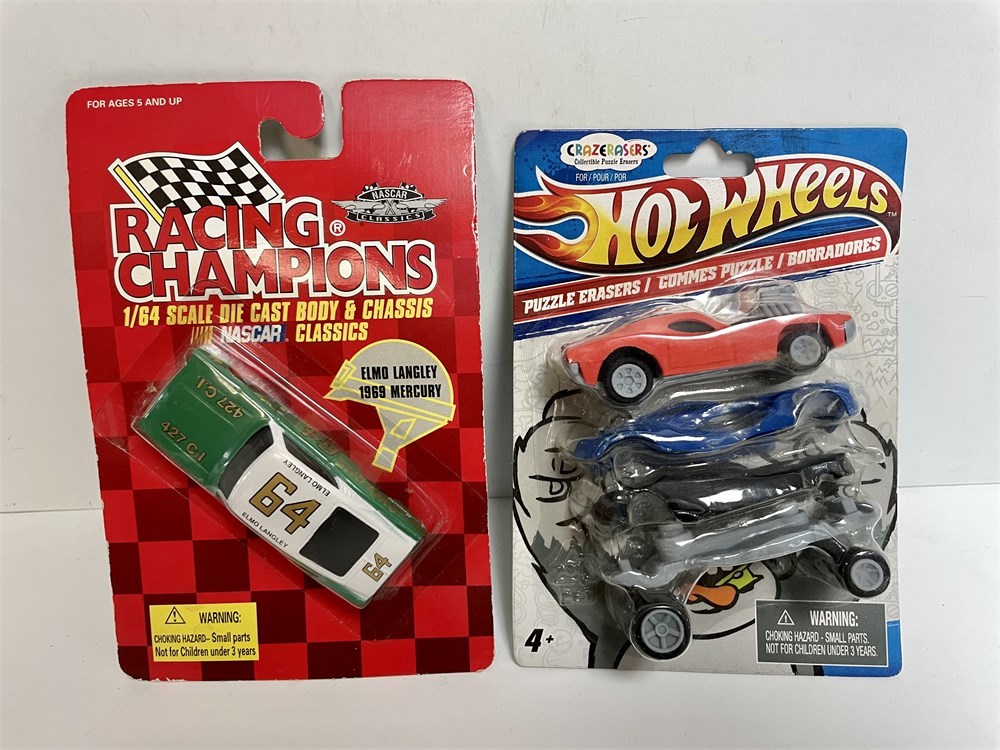 FOR AGES 5 AND UP
RACING ®
CHAMPIONS
NASCAR
CLASSICS
1/64 SCALE DIE CAST BODY & CHASSIS
NASCAR CLASSICS
ELMO LANGLEY
1969 MERCURY
427 C.I
427 C.I
ELMO LANGLEY
64
ELMO LANGLEY
64
WARNING:
CHOKING HAZARD– Small parts
Not for Children under 3 years
CRAZERASERS®
Collectible Puzzle Erasers
FOR / POUR / POR
HOT WHEELS™
PUZZLE ERASERS / GOMMES PUZZLE / BORRADORES
4+
WARNING:
CHOKING HAZARD - SMALL PARTS.
NOT FOR CHILDREN UNDER 3 YEARS.